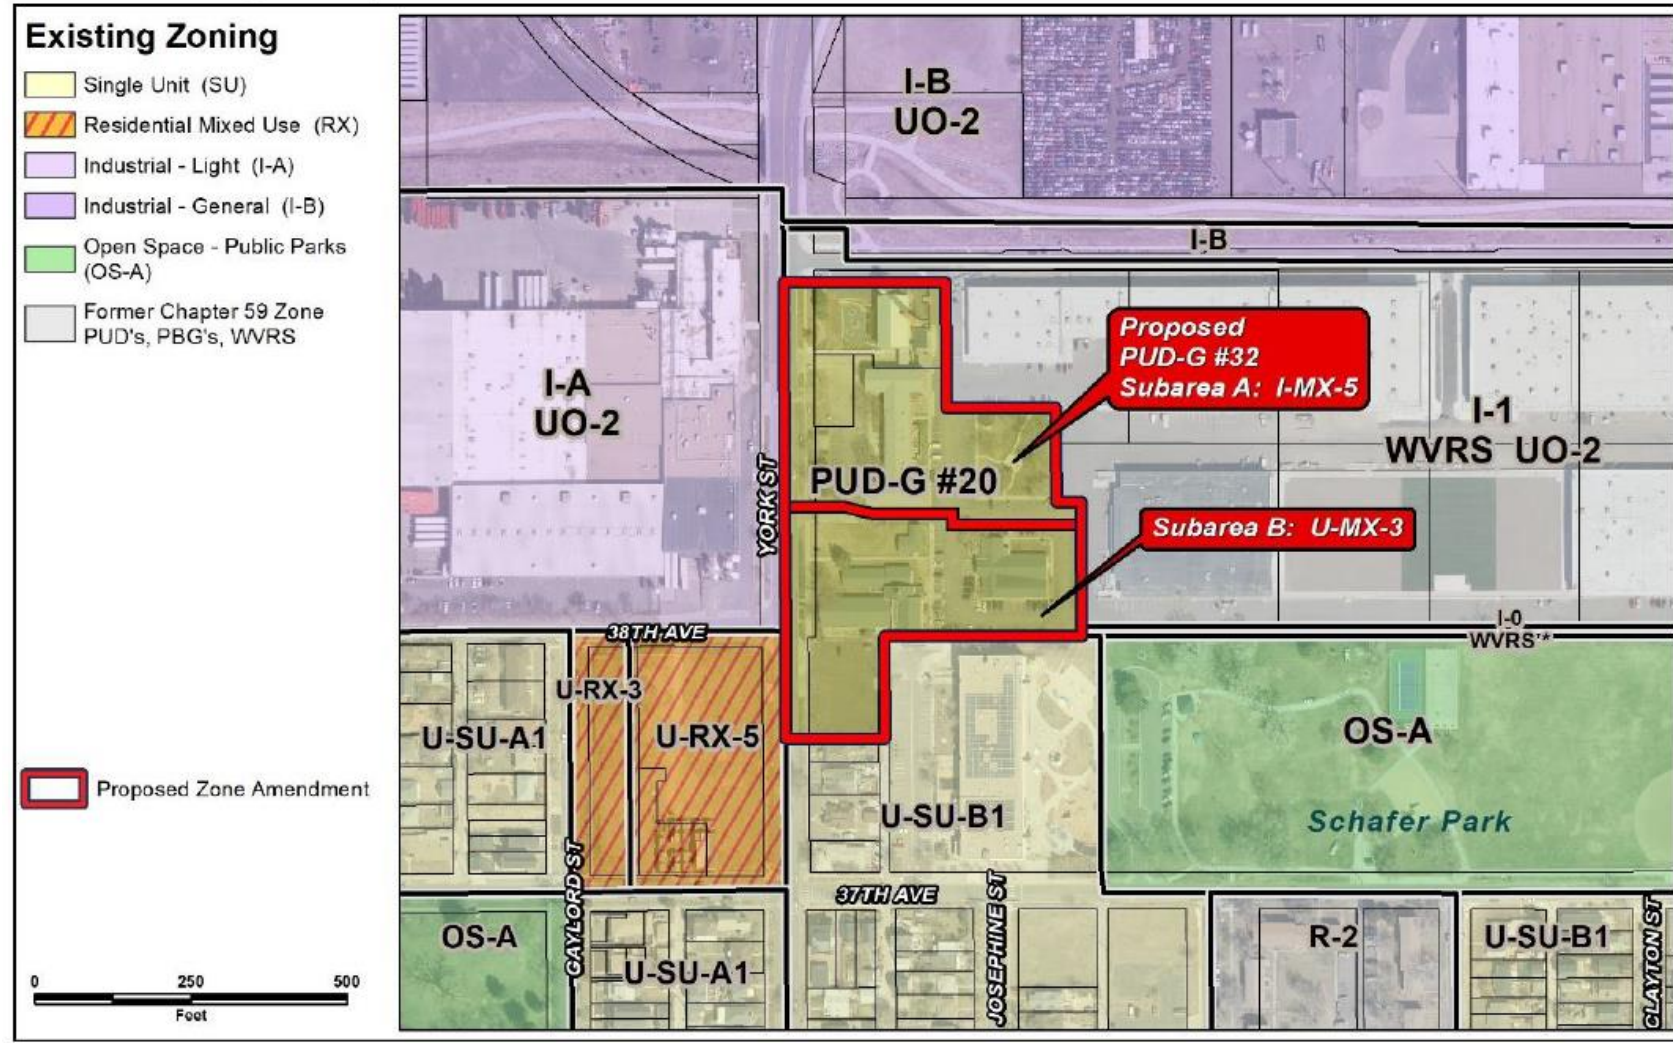 Existing Zoning
Single Unit (SU)
Residential Mixed Use (RX)
Industrial - Light (I-A)
Industrial - General (I-B)
Open Space - Public Parks
(OS-A)
Former Chapter 59 Zone
PUD's, PBG's, WVRS
Proposed Zone Amendment
0 250 500
Feet
I-B
UO-2
I-B
I-A
UO-2
YORK ST
PUD-G #20
Proposed
PUD-G #32
Subarea A: I-MX-5
I-1
WVRS UO-2
Subarea B: U-MX-3
38TH AVE
I-0
WVRS**
U-RX-3
U-SU-A1
U-RX-5
OS-A
U-SU-B1
Schafer Park
GAYLORD ST
37TH AVE
JOSEPHINE ST
OS-A
U-SU-A1
R-2
U-SU-B1
CLAYTON ST